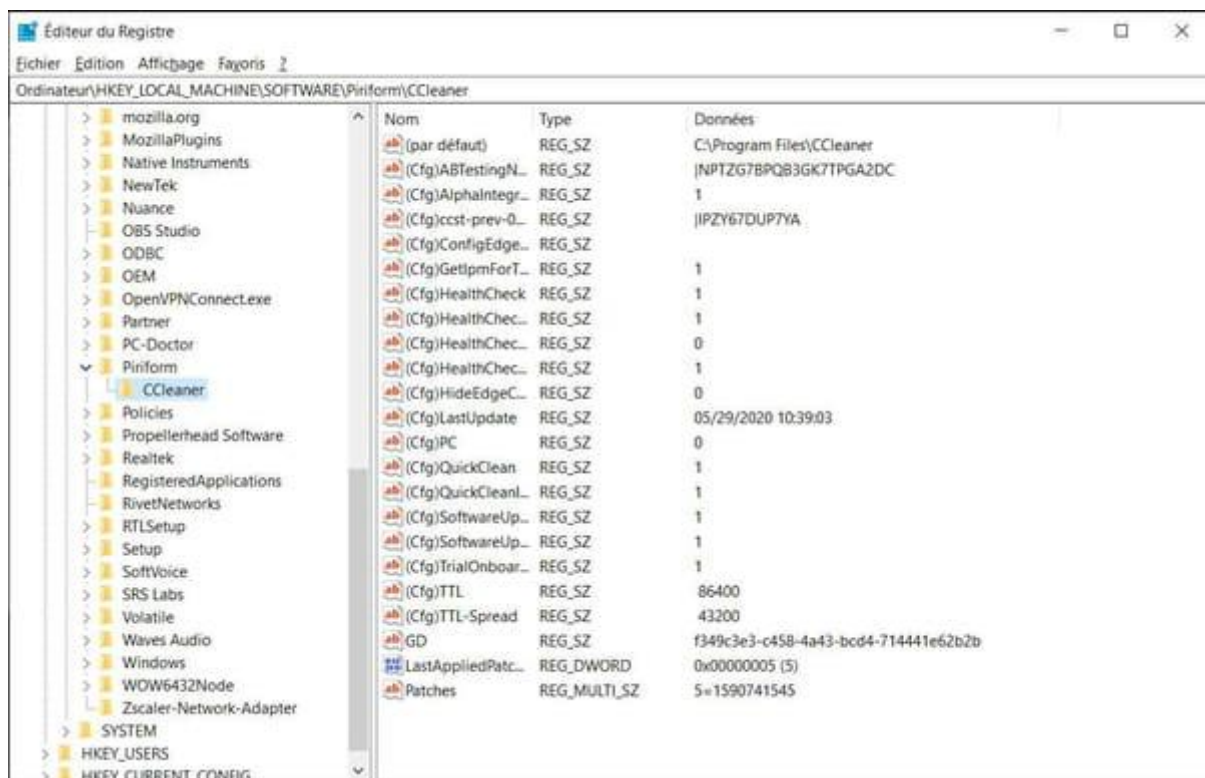 Éditeur du Registre
Fichier Edition Affichage Favoris ?
Ordinateur\HKEY_LOCAL_MACHINE\SOFTWARE\Piriform\CCleaner
mozilla.org
MozillaPlugins
Native Instruments
NewTek
Nuance
OBS Studio
ODBC
OEM
OpenVPNConnect.exe
Partner
PC-Doctor
Piriform
CCleaner
Policies
Propellerhead Software
Realtek
RegisteredApplications
RivetNetworks
RTLSetup
Setup
SoftVoice
SRS Labs
Volatile
Waves Audio
Windows
WOW6432Node
Zscaler-Network-Adapter
SYSTEM
HKEY_USERS
HKEY_CURRENT_CONFIG
Nom Type Données
(par défaut) REG_SZ C:\Program Files\CCleaner
(Cfg)ABTestingN... REG_SZ |NPTZG7BPQB3GK7TPGA2DC
(Cfg)AlphaIntegr... REG_SZ 1
(Cfg)ccst-prev-0... REG_SZ |IPZY67DUP7YA
(Cfg)ConfigEdge... REG_SZ
(Cfg)GetIpmForT... REG_SZ 1
(Cfg)HealthCheck REG_SZ 1
(Cfg)HealthChec... REG_SZ 1
(Cfg)HealthChec... REG_SZ 0
(Cfg)HealthChec... REG_SZ 1
(Cfg)HideEdgeC... REG_SZ 0
(Cfg)LastUpdate REG_SZ 05/29/2020 10:39:03
(Cfg)PC REG_SZ 0
(Cfg)QuickClean REG_SZ 1
(Cfg)QuickCleanI... REG_SZ 1
(Cfg)SoftwareUp... REG_SZ 1
(Cfg)SoftwareUp... REG_SZ 1
(Cfg)TrialOnboar... REG_SZ 1
(Cfg)TTL REG_SZ 86400
(Cfg)TTL-Spread REG_SZ 43200
GD REG_SZ f349c3e3-c458-4a43-bcd4-714441e62b2b
LastAppliedPatc... REG_DWORD 0x00000005 (5)
Patches REG_MULTI_SZ 5=1590741545